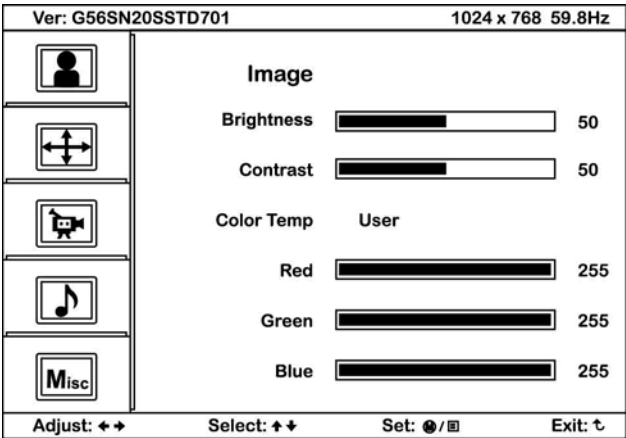 Ver: G56SN20SSTD701 1024 x 768 59.8Hz
Image
Brightness 50
Contrast 50
Color Temp User
Red 255
Green 255
Blue 255
Misc
Adjust: Select: Set: M/ Exit: